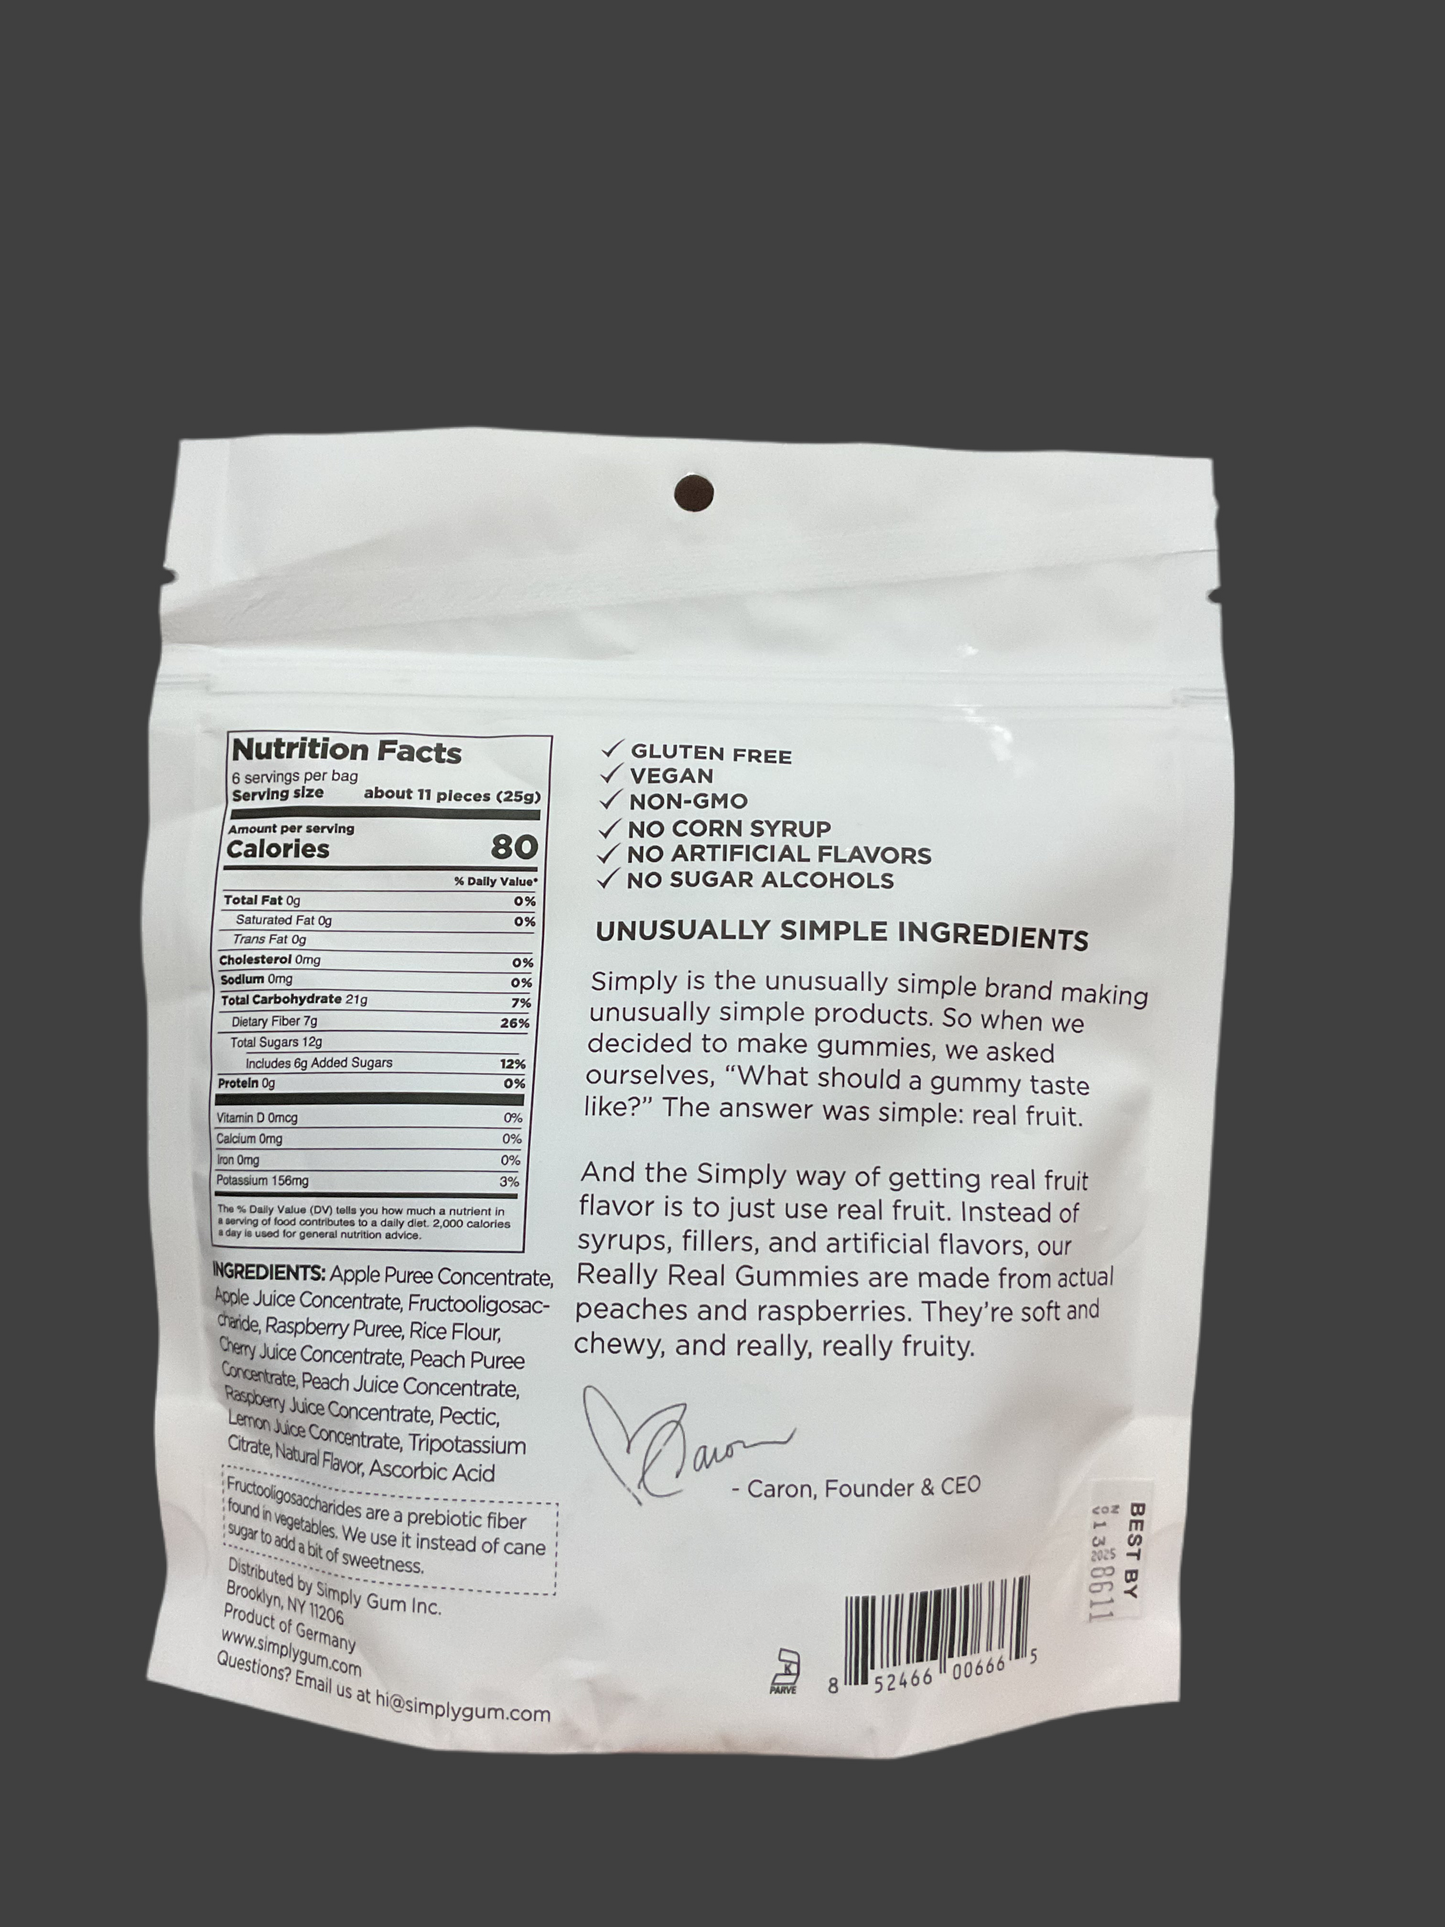 Nutrition Facts
6 servings per bag
Serving size about 11 pieces (25g)
Amount per serving
Calories 80
% Daily Value*
Total Fat 0g 0%
Saturated Fat 0g 0%
Trans Fat 0g
Cholesterol 0mg 0%
Sodium 0mg 0%
Total Carbohydrate 21g 7%
Dietary Fiber 7g 26%
Total Sugars 12g
Includes 6g Added Sugars 12%
Protein 0g 0%
Vitamin D 0mcg 0%
Calcium 0mg 0%
Iron 0mg 0%
Potassium 156mg 3%
The % Daily Value (DV) tells you how much a nutrient in
a serving of food contributes to a daily diet. 2,000 calories
a day is used for general nutrition advice.
INGREDIENTS: Apple Puree Concentrate,
Apple Juice Concentrate, Fructooligosac-
charide, Raspberry Puree, Rice Flour,
Cherry Juice Concentrate, Peach Puree
Concentrate, Peach Juice Concentrate,
Raspberry Juice Concentrate, Pectic,
Lemon Juice Concentrate, Tripotassium
Citrate, Natural Flavor, Ascorbic Acid
Fructooligosaccharides are a prebiotic fiber
found in vegetables. We use it instead of cane
sugar to add a bit of sweetness.
Distributed by Simply Gum Inc.
Brooklyn, NY 11206
Product of Germany
www.simplygum.com
Questions? Email us at hi@simplygum.com
✓ GLUTEN FREE
✓ VEGAN
✓ NON-GMO
✓ NO CORN SYRUP
✓ NO ARTIFICIAL FLAVORS
✓ NO SUGAR ALCOHOLS
UNUSUALLY SIMPLE INGREDIENTS
Simply is the unusually simple brand making
unusually simple products. So when we
decided to make gummies, we asked
ourselves, “What should a gummy taste
like?” The answer was simple: real fruit.
And the Simply way of getting real fruit
flavor is to just use real fruit. Instead of
syrups, fillers, and artificial flavors, our
Really Real Gummies are made from actual
peaches and raspberries. They’re soft and
chewy, and really, really fruity.
Caron
- Caron, Founder & CEO
BEST BY
NOV 13 2025 8611
K
PARVE
8 52466 00666 5